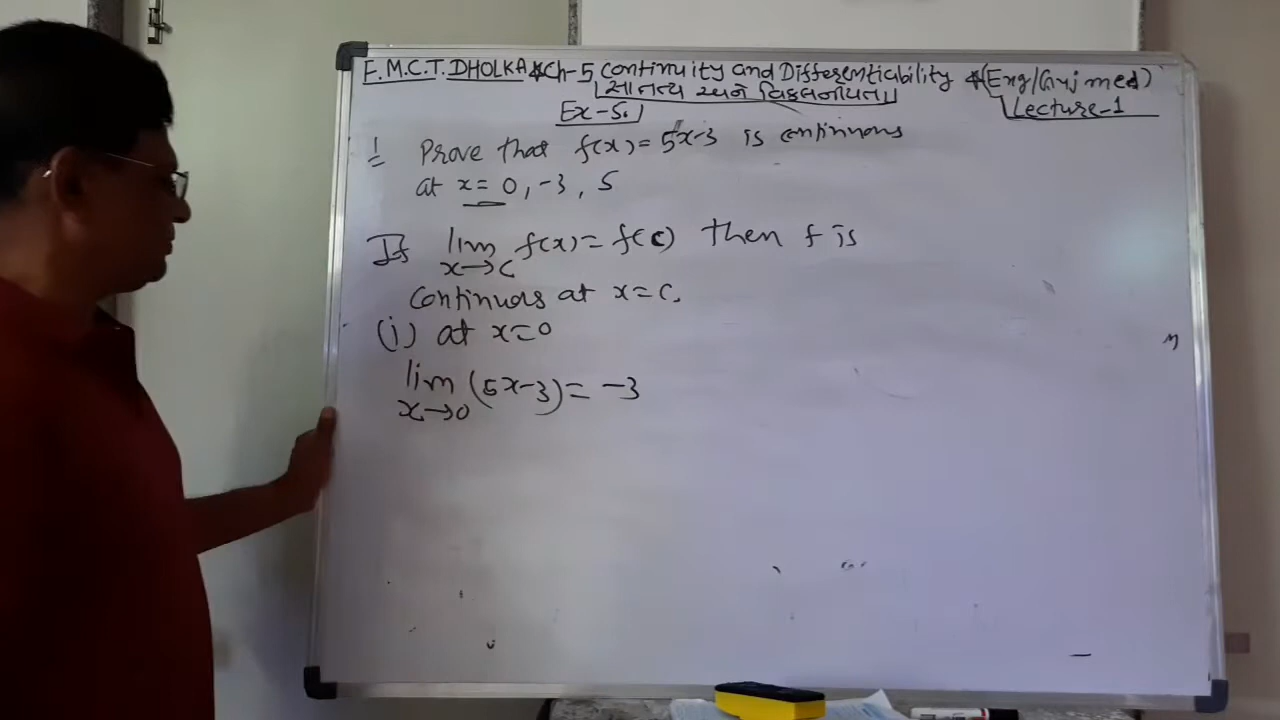 F.M.C.T. DHOLKA * Ch-5 Continuity and Differentiability * (Eng/Guj med)
સાતત્ય અને વિકલનીયતા Lecture-1
Ex-5.1
1 Prove that f(x) = 5x-3 is continuous
at x = 0, -3, 5
If lim x→c f(x) = f(c) then f is
continuous at x = c.
(i) at x = 0
lim x→0 (5x-3) = -3